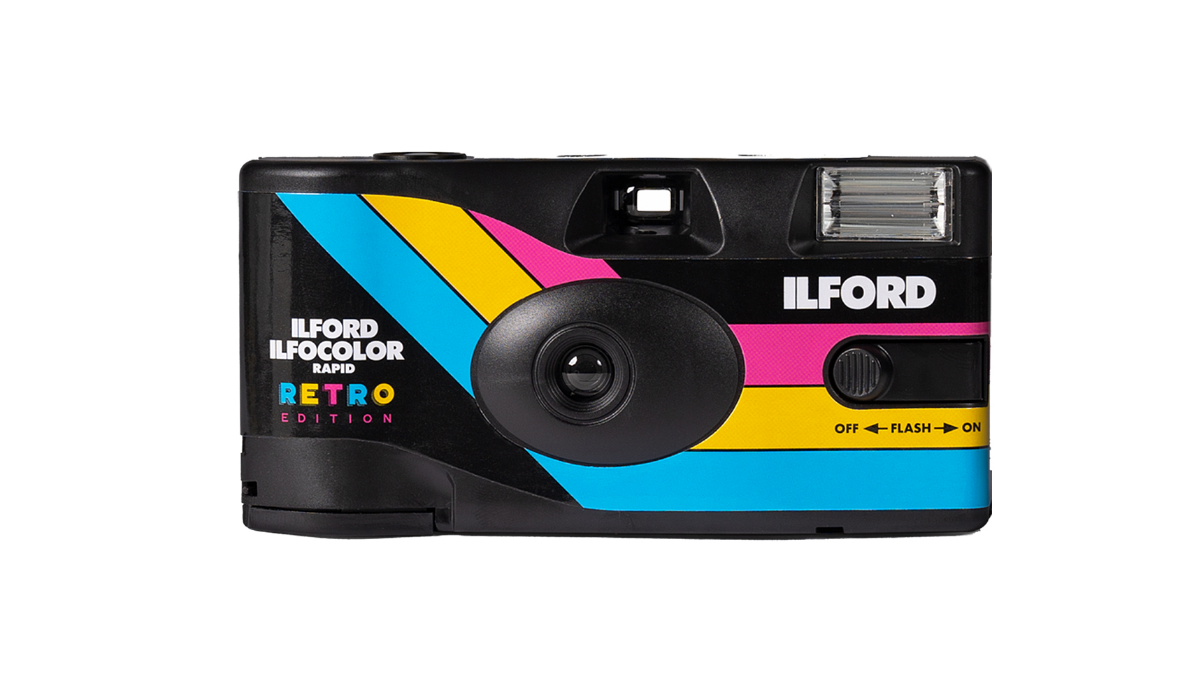 ILFORD
ILFOCOLOR
RAPID
RETRO
EDITION
ILFORD
OFF ◄ FLASH ► ON